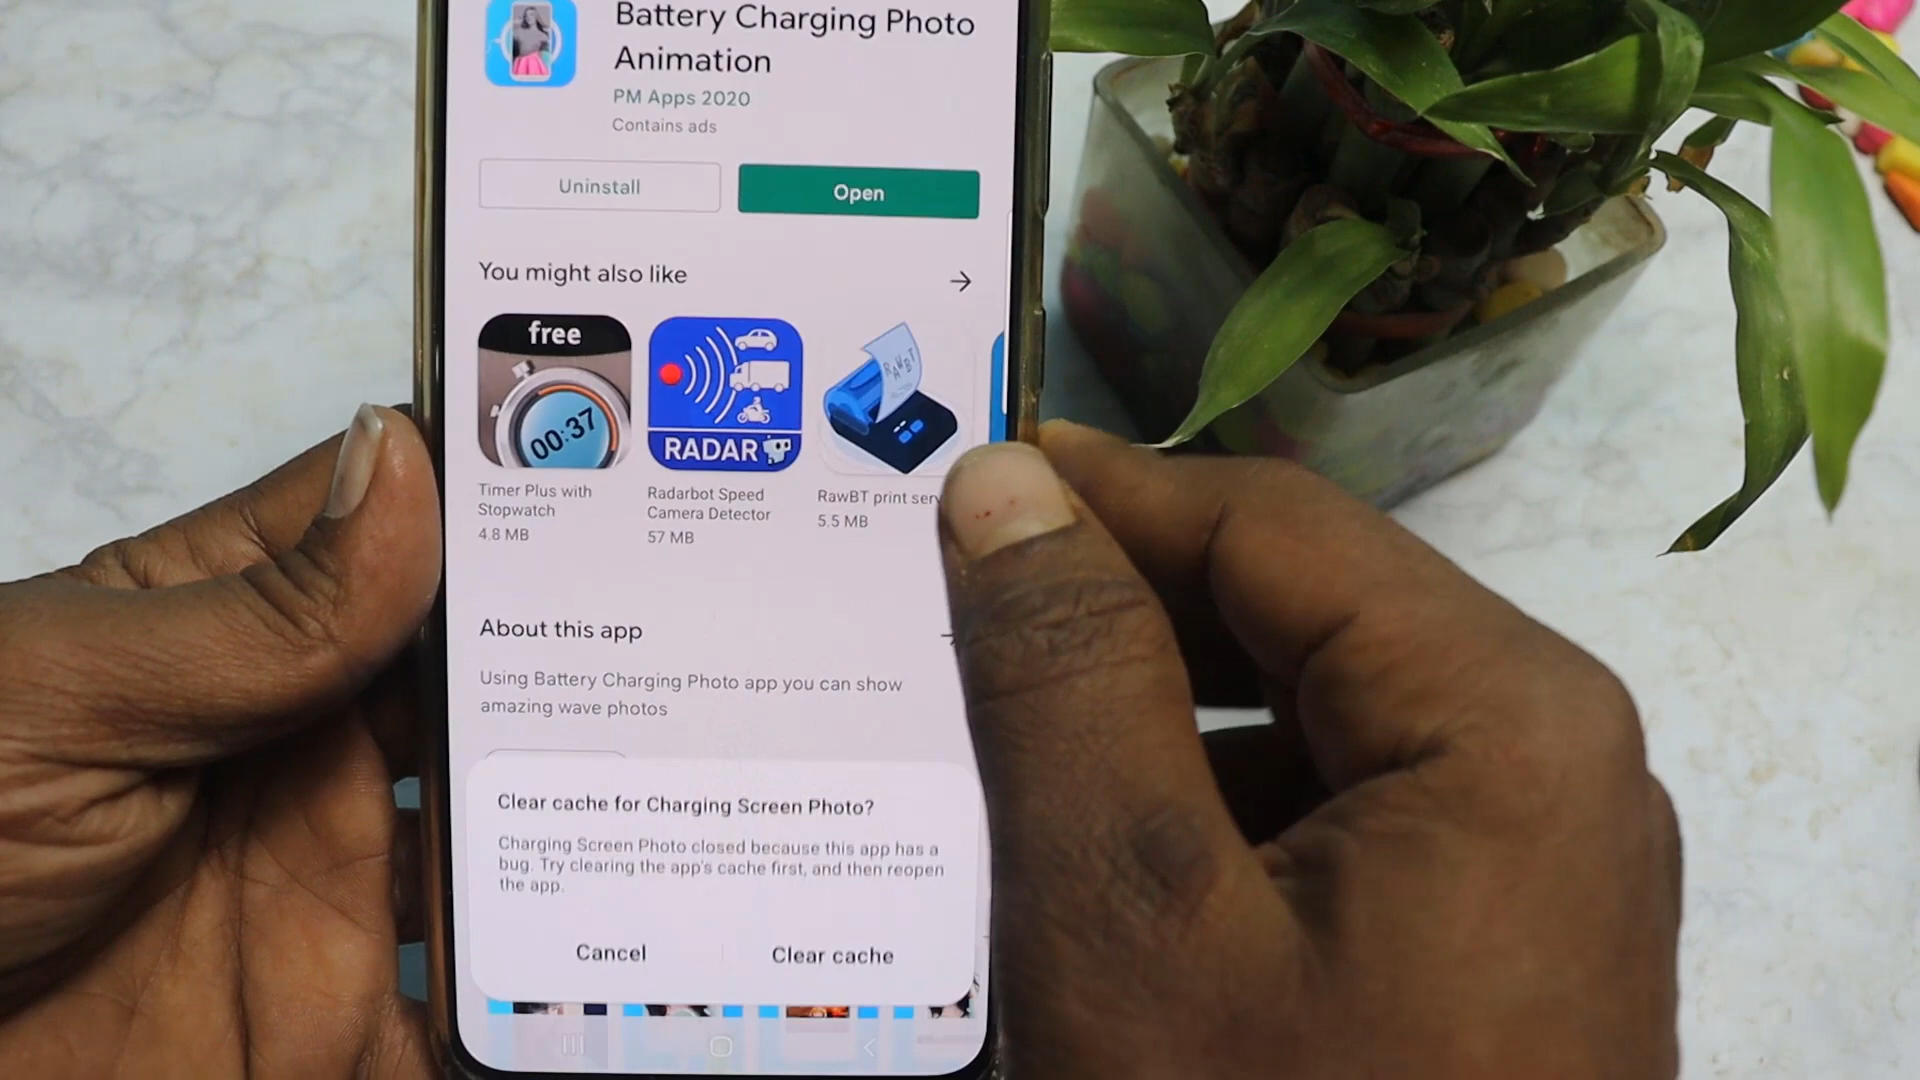 Battery Charging Photo
Animation
PM Apps 2020
Contains ads
Uninstall
Open
You might also like
free
00:37
RADAR
RAWBT
Timer Plus with
Stopwatch
4.8 MB
Radarbot Speed
Camera Detector
57 MB
RawBT print ser
5.5 MB
About this app
Using Battery Charging Photo app you can show
amazing wave photos
Clear cache for Charging Screen Photo?
Charging Screen Photo closed because this app has a
bug. Try clearing the app's cache first, and then reopen
the app.
Cancel
Clear cache